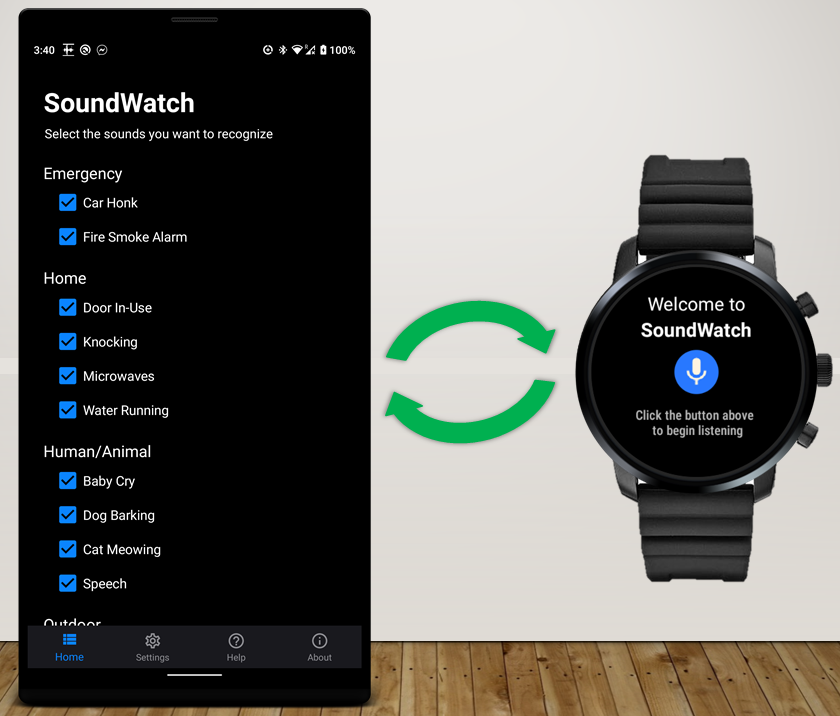 3:40
100%
SoundWatch
Select the sounds you want to recognize
Emergency
Car Honk
Fire Smoke Alarm
Home
Door In-Use
Knocking
Microwaves
Water Running
Human/Animal
Baby Cry
Dog Barking
Cat Meowing
Speech
Outdoor
Home
Settings
Help
About
Welcome to
SoundWatch
Click the button above
to begin listening